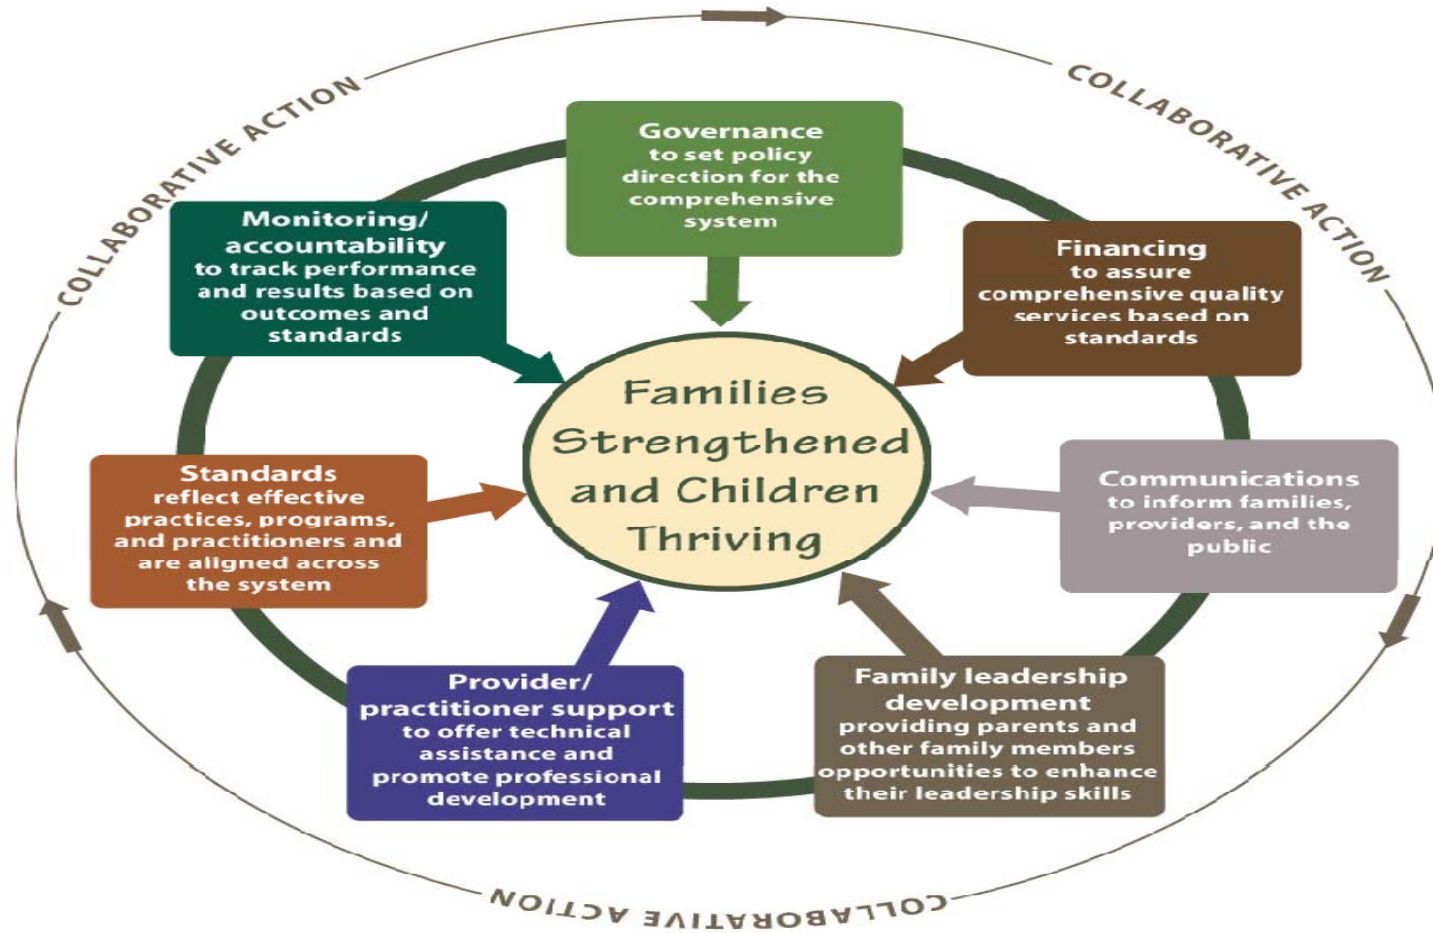 COLLABORATIVE ACTION
COLLABORATIVE ACTION
Governance
to set policy
direction for the
comprehensive
system
Monitoring/
accountability
to track performance
and results based on
outcomes and
standards
Financing
to assure
comprehensive quality
services based on
standards
Families
Strengthened
and Children
Thriving
Standards
reflect effective
practices, programs,
and practitioners and
are aligned across
the system
Communications
to inform families,
providers, and the
public
Provider/
practitioner support
to offer technical
assistance and
promote professional
development
Family leadership
development
providing parents and
other family members
opportunities to enhance
their leadership skills
COLLABORATIVE ACTION